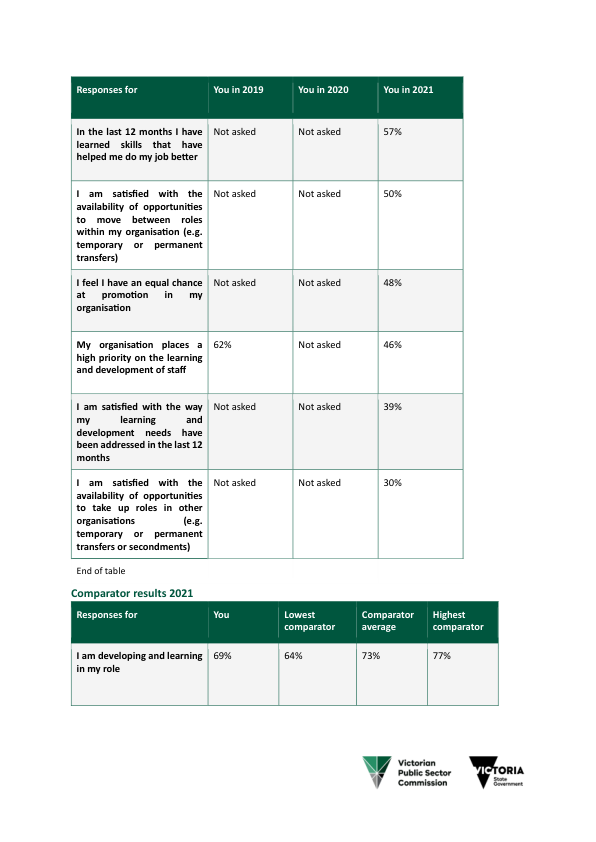 Responses for You in 2019 You in 2020 You in 2021
In the last 12 months I have Not asked Not asked 57%
learned skills that have
helped me do my job better
I am satisfied with the Not asked Not asked 50%
availability of opportunities
to move between roles
within my organisation (e.g.
temporary or permanent
transfers)
I feel I have an equal chance Not asked Not asked 48%
at promotion in my
organisation
My organisation places a 62% Not asked 46%
high priority on the learning
and development of staff
I am satisfied with the way Not asked Not asked 39%
my learning and
development needs have
been addressed in the last 12
months
I am satisfied with the Not asked Not asked 30%
availability of opportunities
to take up roles in other
organisations (e.g.
temporary or permanent
transfers or secondments)
End of table
Comparator results 2021
Responses for You Lowest Comparator Highest
comparator average comparator
I am developing and learning 69% 64% 73% 77%
in my role
Victorian
Public Sector
Commission
VICTORIA
State
Government